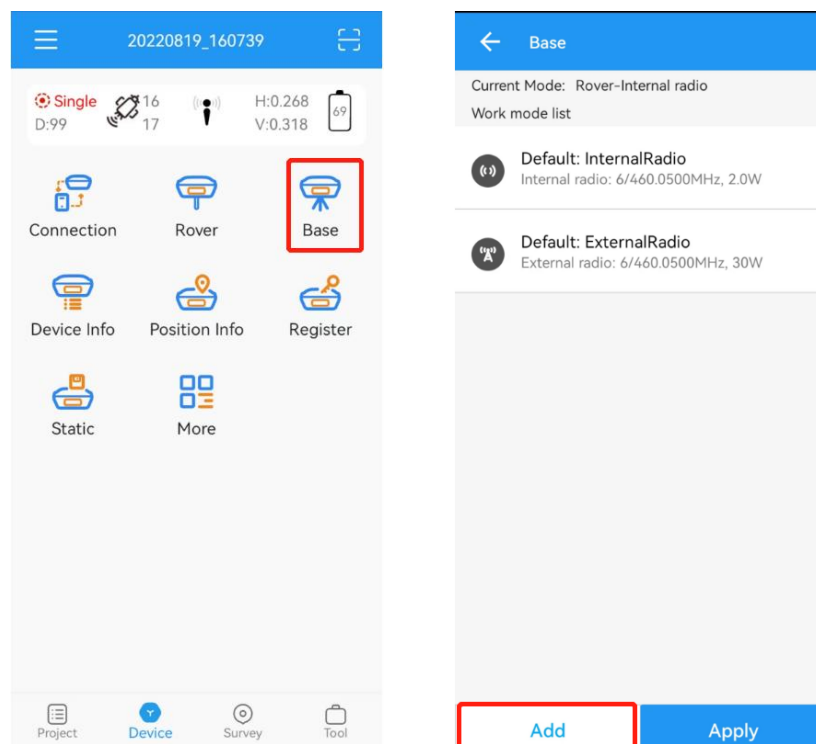 20220819_160739
Single 16 H:0.268 69
D:99 17 V:0.318
Connection Rover Base
Device Info Position Info Register
Static More
Project Device Survey Tool
Base
Current Mode: Rover-Internal radio
Work mode list
Default: InternalRadio
Internal radio: 6/460.0500MHz, 2.0W
Default: ExternalRadio
External radio: 6/460.0500MHz, 30W
Add Apply